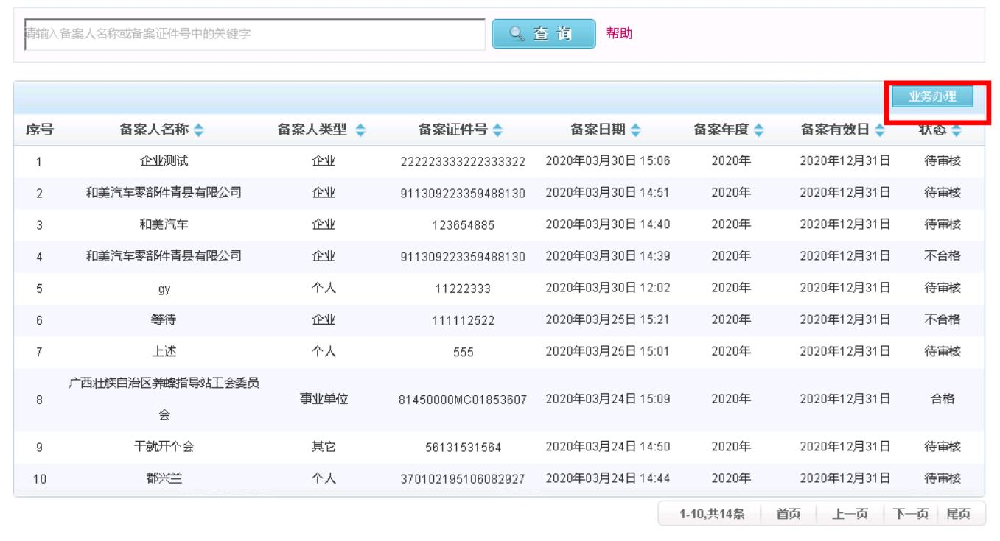 请输入备案人名称或备案证件号中的关键字 查询 帮助
业务办理
序号 备案人名称 备案人类型 备案证件号 备案日期 备案年度 备案有效日 状态
1 企业测试 企业 222223333222333322 2020年03月30日 15:06 2020年 2020年12月31日 待审核
2 和美汽车零部件青县有限公司 企业 911309223359488130 2020年03月30日 14:51 2020年 2020年12月31日 待审核
3 和美汽车 企业 123654885 2020年03月30日 14:40 2020年 2020年12月31日 待审核
4 和美汽车零部件青县有限公司 企业 911309223359488130 2020年03月30日 14:39 2020年 2020年12月31日 不合格
5 gy 个人 11222333 2020年03月30日 12:02 2020年 2020年12月31日 待审核
6 等待 企业 111112522 2020年03月25日 15:21 2020年 2020年12月31日 不合格
7 上述 个人 555 2020年03月25日 15:01 2020年 2020年12月31日 待审核
8 广西壮族自治区养蜂指导站工会委员
会 事业单位 81450000MC01853607 2020年03月24日 15:09 2020年 2020年12月31日 合格
9 干就开个会 其它 56131531564 2020年03月24日 14:50 2020年 2020年12月31日 待审核
10 都兴兰 个人 370102195106082927 2020年03月24日 14:44 2020年 2020年12月31日 待审核
1-10,共14条 首页 上一页 下一页 尾页